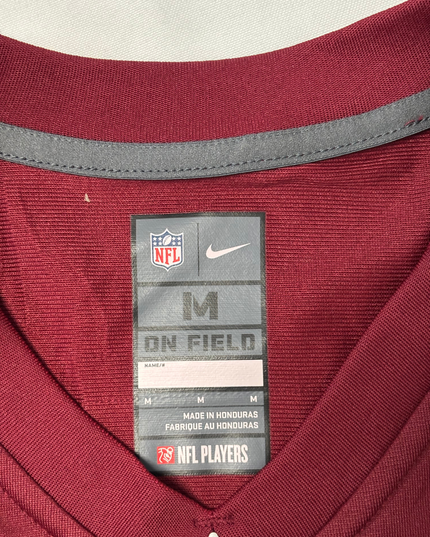 NFL
M
ON FIELD
NAME/#
M M M
MADE IN HONDURAS
FABRIQUE AU HONDURAS
NFL PLAYERS